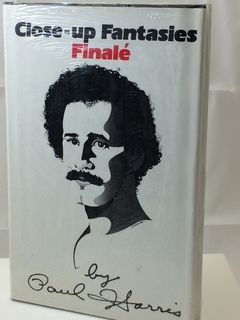 Close-up Fantasies
Finalé
by
Paul Harris